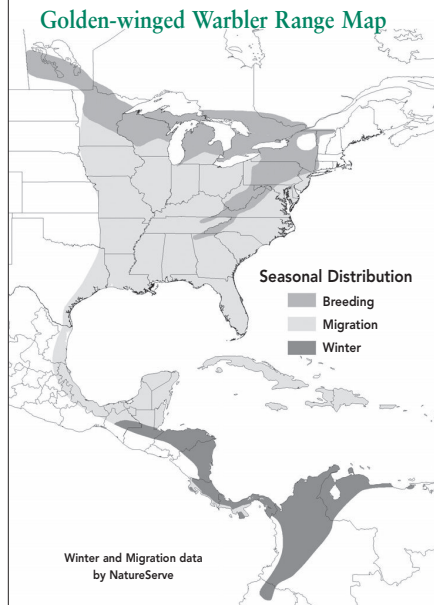 Golden-winged Warbler Range Map
Seasonal Distribution
Breeding
Migration
Winter
Winter and Migration data
by NatureServe